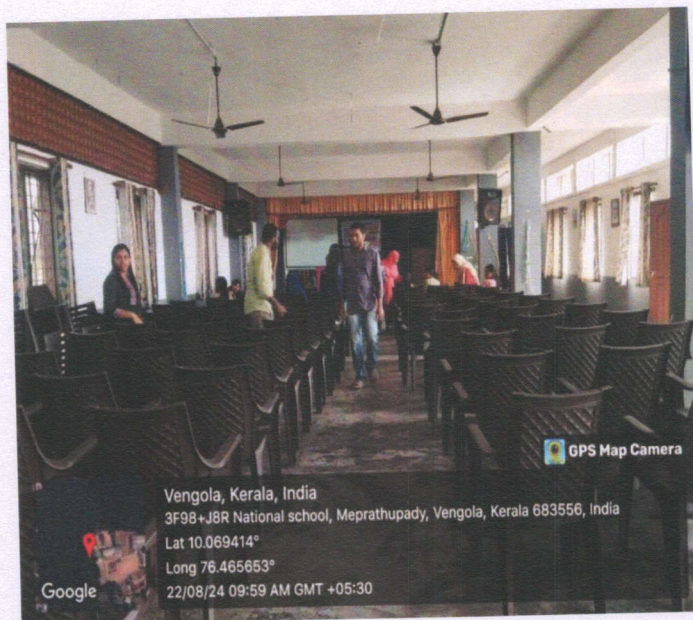 GPS Map Camera
Vengola, Kerala, India
3F98+J8R National school, Meprathupady, Vengola, Kerala 683556, India
Lat 10.069414°
Long 76.465653°
22/08/24 09:59 AM GMT +05:30
Google